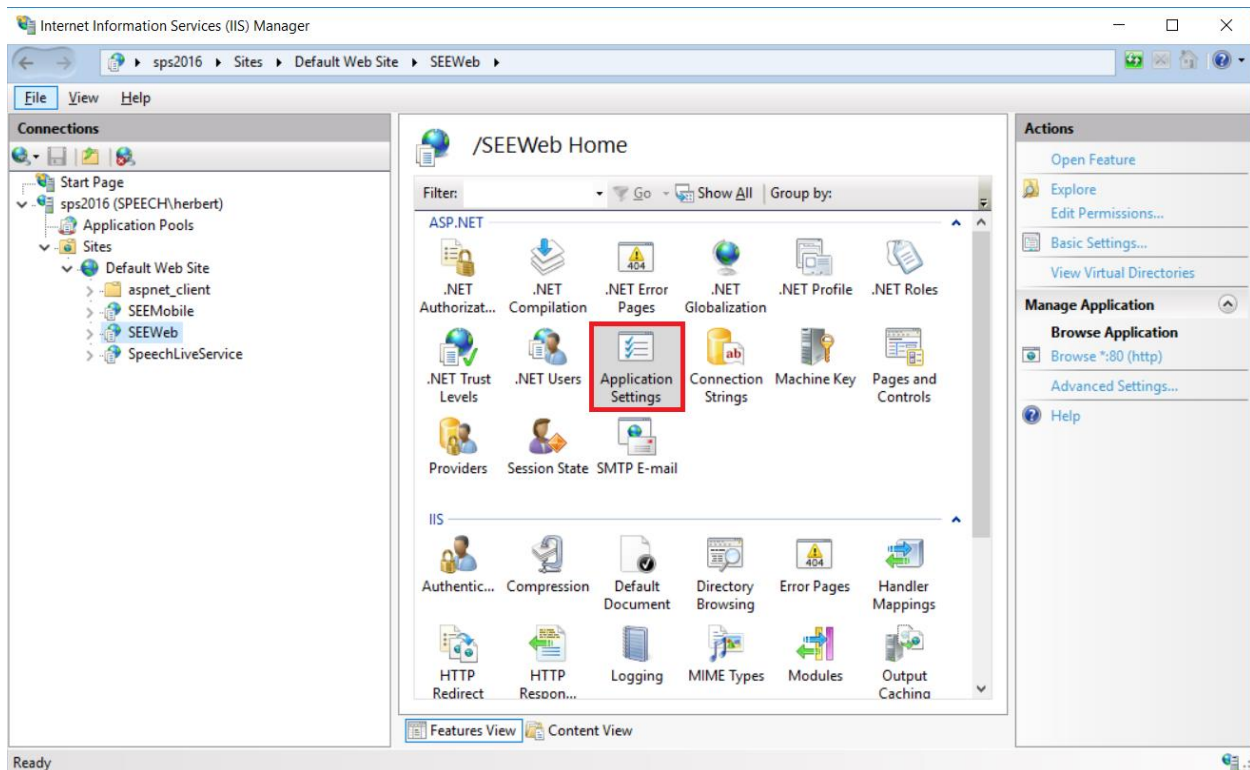 Internet Information Services (IIS) Manager
sps2016 Sites Default Web Site SEEWeb
File View Help
Connections
Start Page
sps2016 (SPEECH\herbert)
Application Pools
Sites
Default Web Site
aspnet_client
SEEMobile
SEEWeb
SpeechLiveService
/SEEWeb Home
Filter: Go Show All Group by:
ASP.NET
.NET .NET .NET Error .NET .NET Profile .NET Roles
Authorizat... Compilation Pages Globalization
.NET Trust .NET Users Application Connection Machine Key Pages and
Levels Settings Strings Controls
Providers Session State SMTP E-mail
IIS
Authentic... Compression Default Directory Error Pages Handler
Document Browsing Mappings
HTTP HTTP Logging MIME Types Modules Output
Redirect Respon... Caching
Features View Content View
Actions
Open Feature
Explore
Edit Permissions...
Basic Settings...
View Virtual Directories
Manage Application
Browse Application
Browse *:80 (http)
Advanced Settings...
Help
Ready
404
ab
404